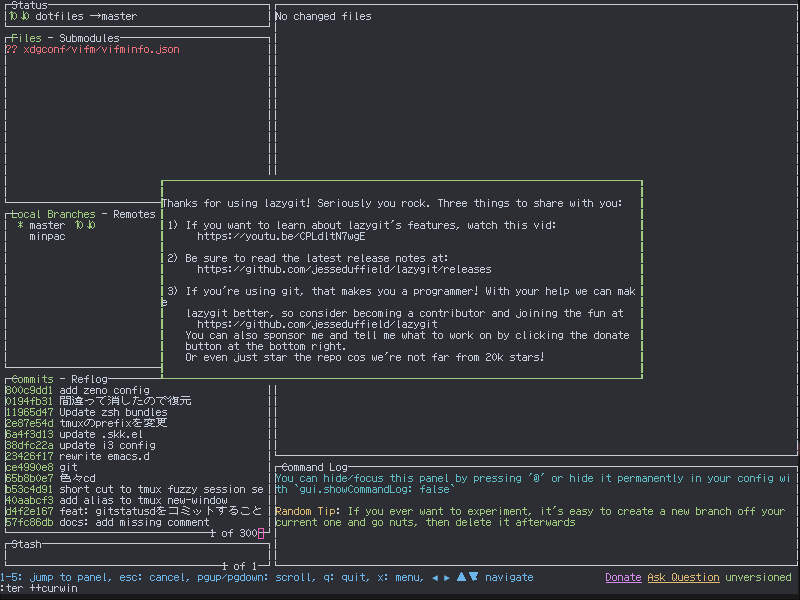 Status
↑0 ↓0 dotfiles →master
Files - Submodules
?? xdgconf/vifm/vifminfo.json
No changed files
Local Branches - Remotes
* master ↑0 ↓0
minpac
Thanks for using lazygit! Seriously you rock. Three things to share with you:
1) If you want to learn about lazygit's features, watch this vid:
https://youtu.be/CPLdltN7wgE
2) Be sure to read the latest release notes at:
https://github.com/jesseduffield/lazygit/releases
3) If you're using git, that makes you a programmer! With your help we can mak
e
lazygit better, so consider becoming a contributor and joining the fun at
https://github.com/jesseduffield/lazygit
You can also sponsor me and tell me what to work on by clicking the donate
button at the bottom right.
Or even just star the repo cos we're not far from 20k stars!
Commits - Reflog
800c9dd1 add zeno config
0194fb31 間違って消したので復元
11965d47 Update zsh bundles
2e87e54d tmuxのprefixを変更
6a4f3d13 update .skk.el
38dfc22a update i3 config
23426f17 rewrite emacs.d
ce4990e8 git
65b8b0e7 色々cd
b53c4d91 short cut to tmux fuzzy session se
40aabcf3 add alias to tmux new-window
d4f2e167 feat: gitstatusdをコミットすること
57fc86db docs: add missing comment
1 of 300
Stash
1 of 1
Command Log
You can hide/focus this panel by pressing '@' or hide it permanently in your config wi
th `gui.showCommandLog: false`
Random Tip: If you ever want to experiment, it's easy to create a new branch off your
current one and go nuts, then delete it afterwards
1-5: jump to panel, esc: cancel, pgup/pgdown: scroll, q: quit, x: menu, ◄ ► ▲ ▼ navigate
Donate Ask Question unversioned
:ter ++curwin